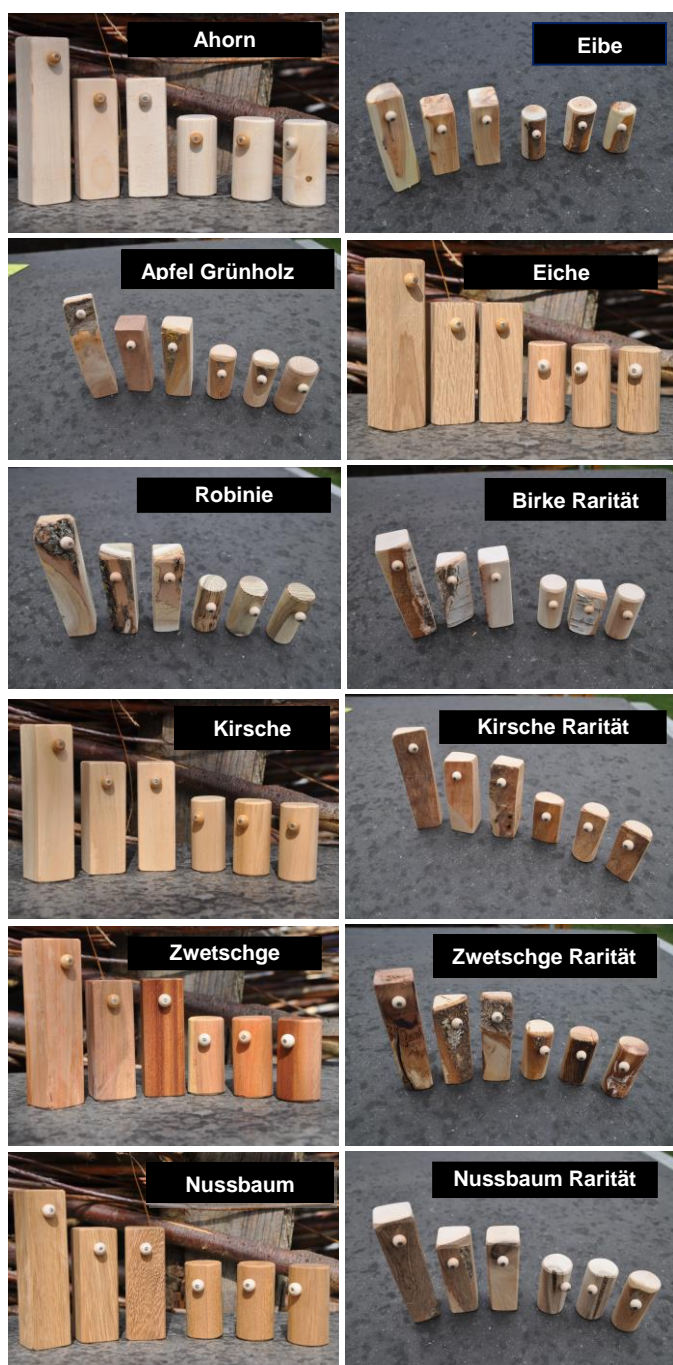 Ahorn
Eibe
Apfel Grünholz
Eiche
Robinie
Birke Rarität
Kirsche
Kirsche Rarität
Zwetschge
Zwetschge Rarität
Nussbaum
Nussbaum Rarität